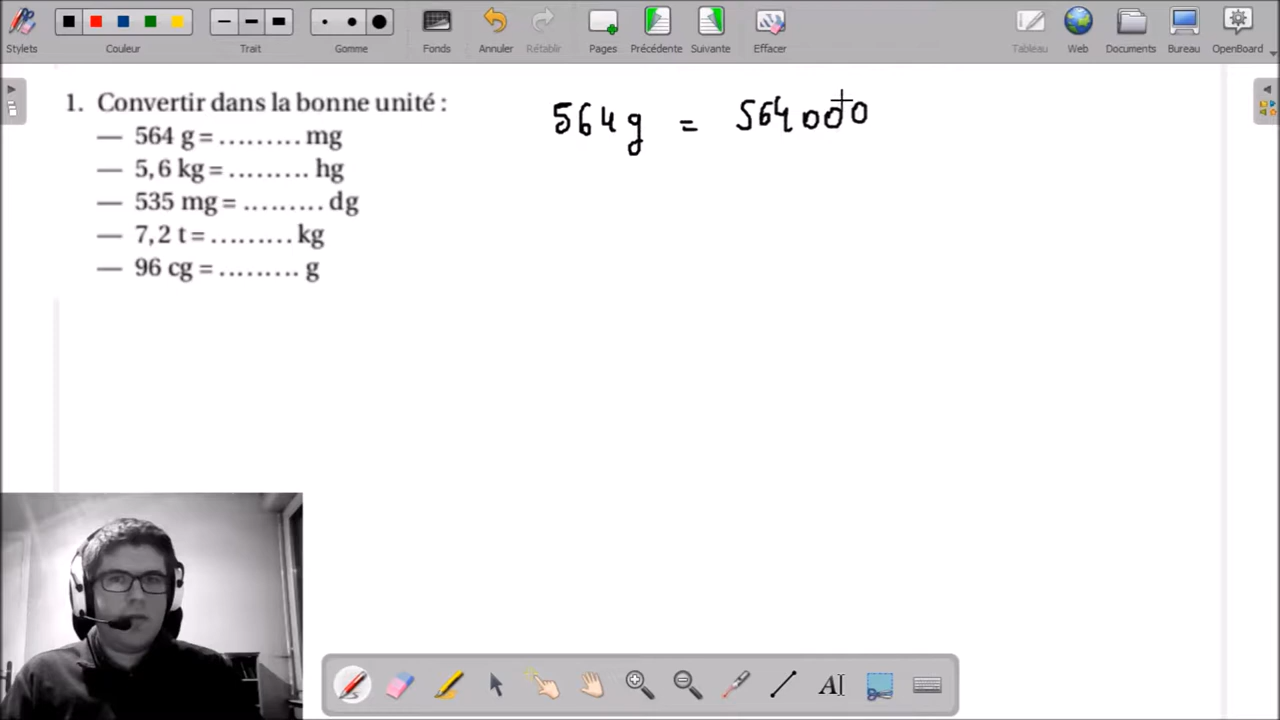 Stylets Couleur Trait Gomme Fonds Annuler Rétablir Pages Précédente Suivante Effacer Tableau Web Documents Bureau OpenBoard
1. Convertir dans la bonne unité :
— 564 g = ......... mg
— 5,6 kg = ......... hg
— 535 mg = ......... dg
— 7,2 t = ......... kg
— 96 cg = ......... g
564 g = 564000
AI